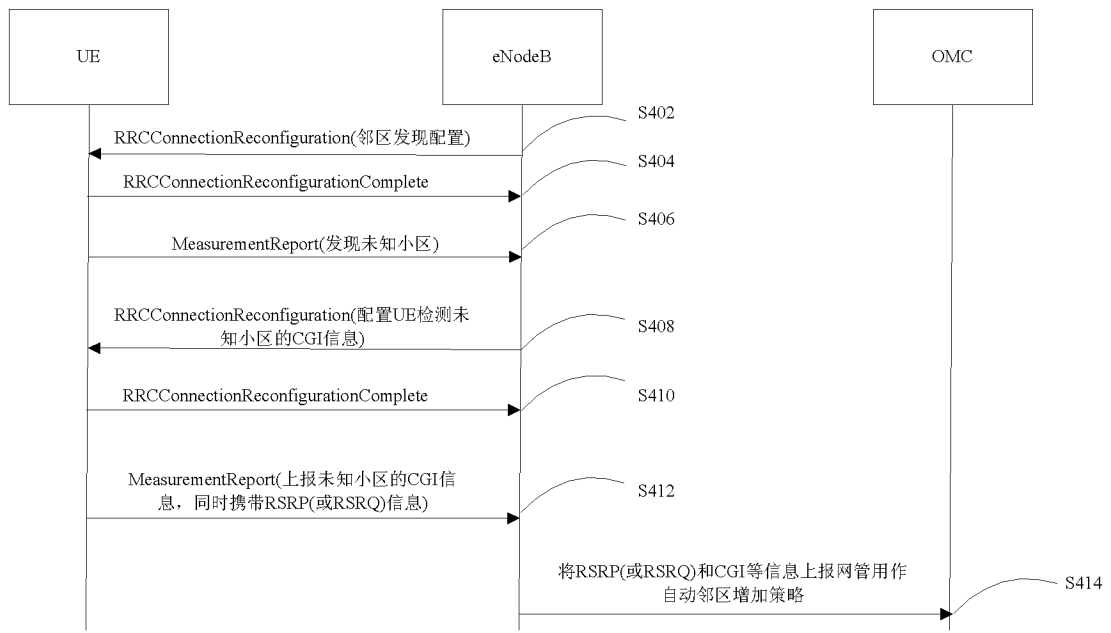 UE
eNodeB
OMC
S402
RRCConnectionReconfiguration(邻区发现配置)
S404
RRCConnectionReconfigurationComplete
S406
MeasurementReport(发现未知小区)
RRCConnectionReconfiguration(配置UE检测未
知小区的CGI信息)
S408
RRCConnectionReconfigurationComplete
S410
MeasurementReport(上报未知小区的CGI信
息，同时携带RSRP(或RSRQ)信息)
S412
将RSRP(或RSRQ)和CGI等信息上报网管用作
自动邻区增加策略
S414